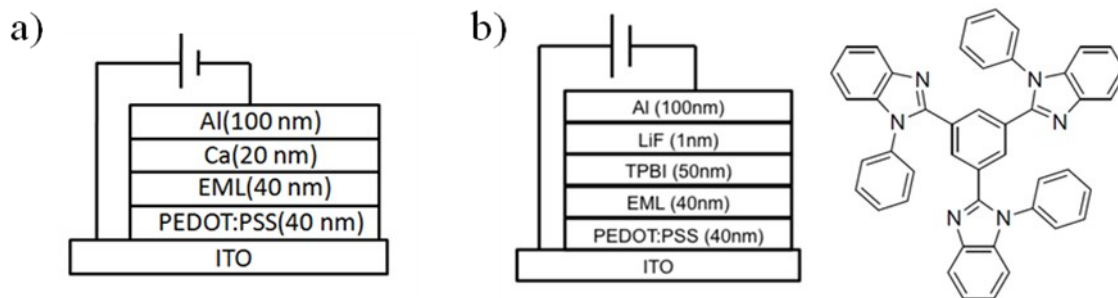 a)
Al(100 nm)
Ca(20 nm)
EML(40 nm)
PEDOT:PSS(40 nm)
ITO
b)
Al (100nm)
LiF (1nm)
TPBI (50nm)
EML (40nm)
PEDOT:PSS (40nm)
ITO
N
N
N
N
N
N